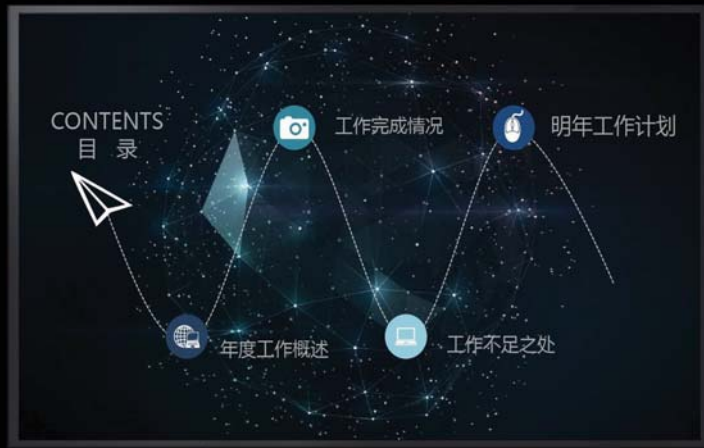 CONTENTS
目 录
年度工作概述
工作完成情况
工作不足之处
明年工作计划